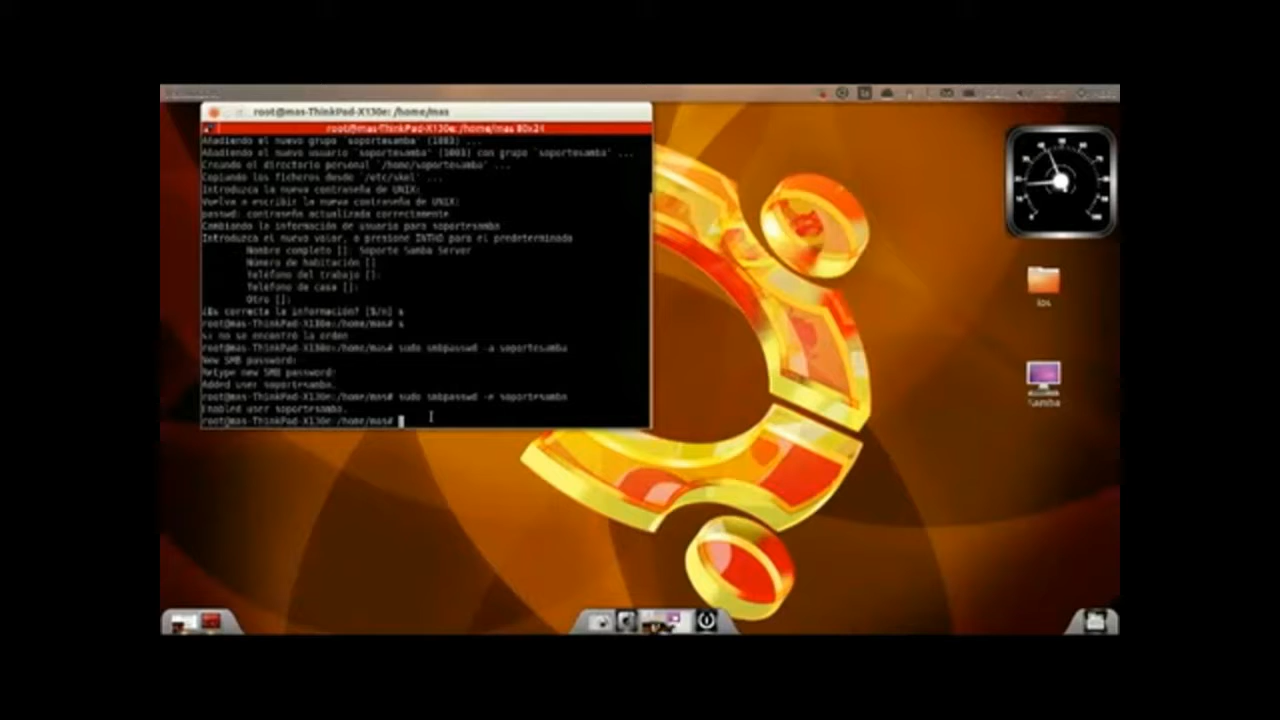 root@mas-ThinkPad-X130e: /home/mas
root@mas-ThinkPad-X130e: /home/mas 80x24
Añadiendo el nuevo grupo `soportesamba' (1003) ...
Añadiendo el nuevo usuario `soportesamba' (1003) con grupo `soportesamba' ...
Creando el directorio personal `/home/soportesamba' ...
Copiando los ficheros desde `/etc/skel' ...
Introduzca la nueva contraseña de UNIX:
Vuelva a escribir la nueva contraseña de UNIX:
passwd: contraseña actualizada correctamente
Cambiando la información de usuario para soportesamba
Introduzca el nuevo valor, o presione INTRO para el predeterminado
Nombre completo []: Soporte Samba Server
Número de habitación []:
Teléfono del trabajo []:
Teléfono de casa []:
Otro []:
¿Es correcta la información? [S/n] s
root@mas-ThinkPad-X130e:/home/mas# s
s: no se encontró la orden
root@mas-ThinkPad-X130e:/home/mas# sudo smbpasswd -a soportesamba
New SMB password:
Retype new SMB password:
Added user soportesamba.
root@mas-ThinkPad-X130e:/home/mas# sudo smbpasswd -e soportesamba
Enabled user soportesamba.
root@mas-ThinkPad-X130e:/home/mas#
Samba